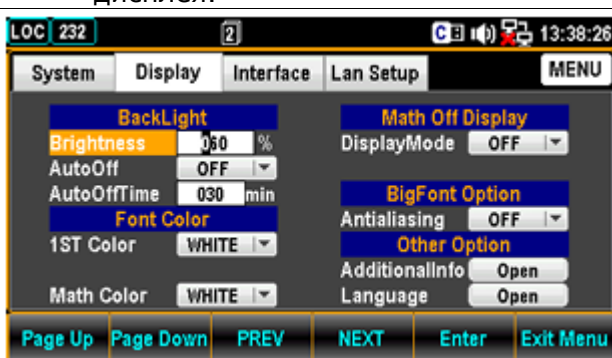 дисплея.
LOC 232 2 C 13:38:26
System Display Interface Lan Setup MENU
BackLight
Brightness 060 %
AutoOff OFF
AutoOffTime 030 min
Font Color
1ST Color WHITE
Math Color WHITE
Math Off Display
DisplayMode OFF
BigFont Option
Antialiasing OFF
Other Option
AdditionalInfo Open
Language Open
Page Up Page Down PREV NEXT Enter Exit Menu